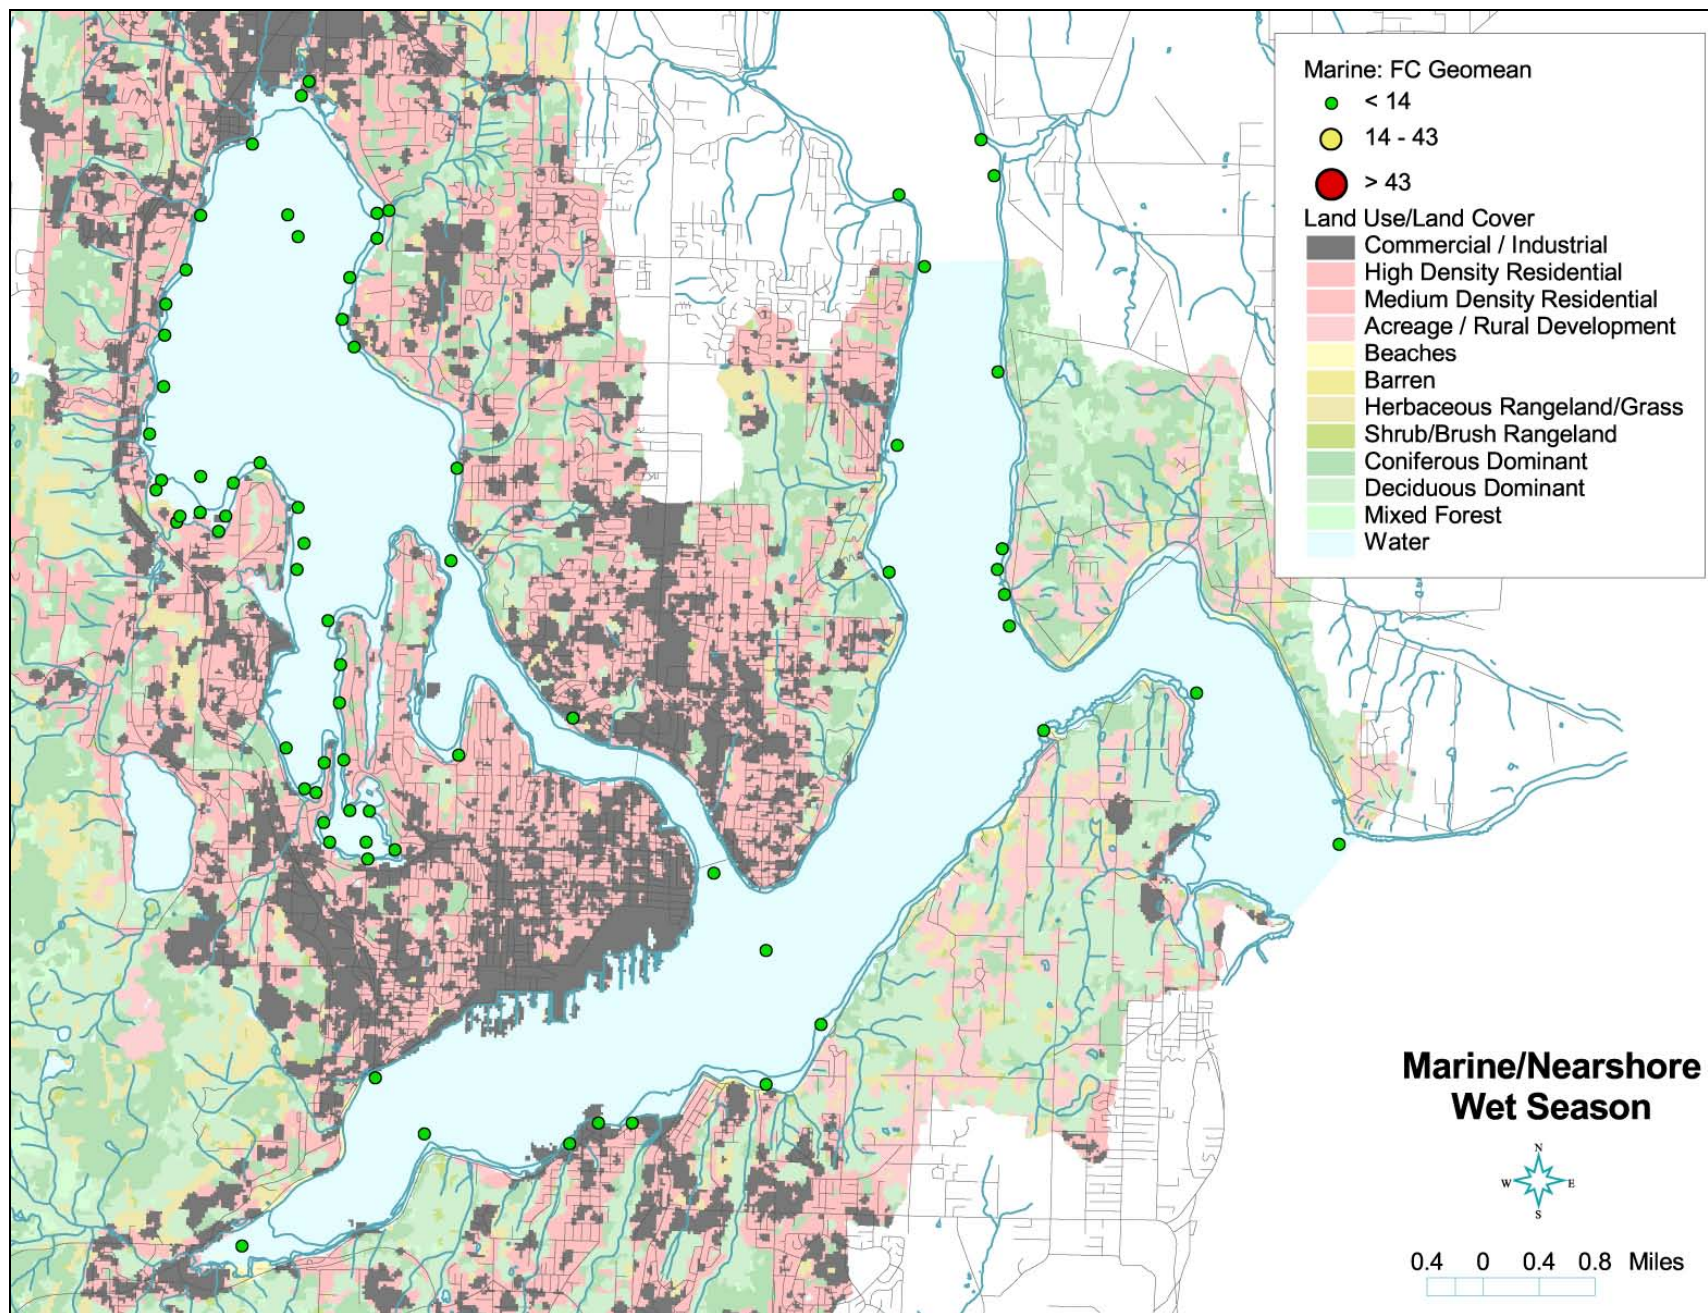 Marine: FC Geomean
< 14
14 - 43
> 43
Land Use/Land Cover
Commercial / Industrial
High Density Residential
Medium Density Residential
Acreage / Rural Development
Beaches
Barren
Herbaceous Rangeland/Grass
Shrub/Brush Rangeland
Coniferous Dominant
Deciduous Dominant
Mixed Forest
Water
Marine/Nearshore
Wet Season
N
W E
S
0.4 0 0.4 0.8 Miles